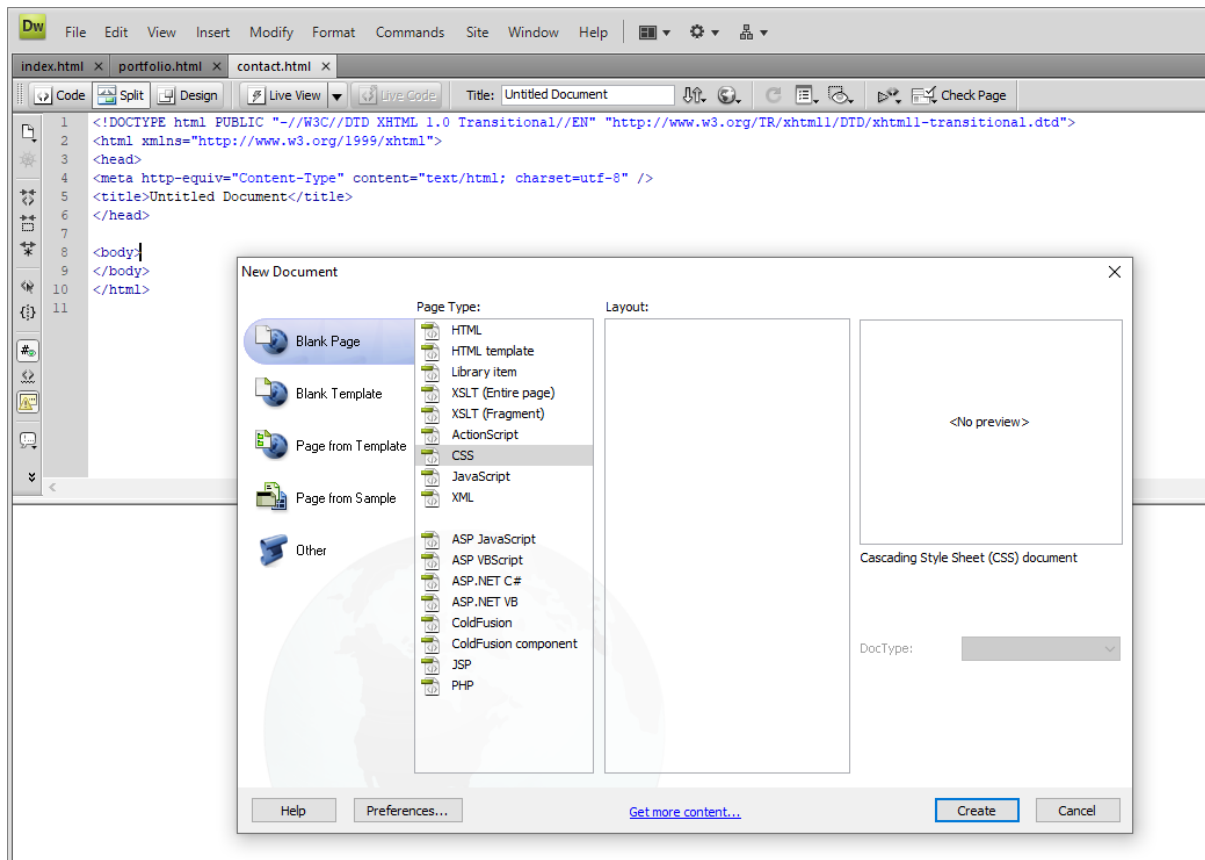 Dw File Edit View Insert Modify Format Commands Site Window Help
index.html × portfolio.html × contact.html ×
Code Split Design Live View Live Code Title: Untitled Document Check Page
1 <!DOCTYPE html PUBLIC "-//W3C//DTD XHTML 1.0 Transitional//EN" "http://www.w3.org/TR/xhtml1/DTD/xhtml1-transitional.dtd">
2 <html xmlns="http://www.w3.org/1999/xhtml">
3 <head>
4 <meta http-equiv="Content-Type" content="text/html; charset=utf-8" />
5 <title>Untitled Document</title>
6 </head>
7
8 <body>
9 </body>
10 </html>
11
New Document
Page Type:
Layout:
Blank Page
Blank Template
Page from Template
Page from Sample
Other
HTML
HTML template
Library item
XSLT (Entire page)
XSLT (Fragment)
ActionScript
CSS
JavaScript
XML
ASP JavaScript
ASP VBScript
ASP.NET C#
ASP.NET VB
ColdFusion
ColdFusion component
JSP
PHP
<No preview>
Cascading Style Sheet (CSS) document
DocType:
Help Preferences... Get more content... Create Cancel